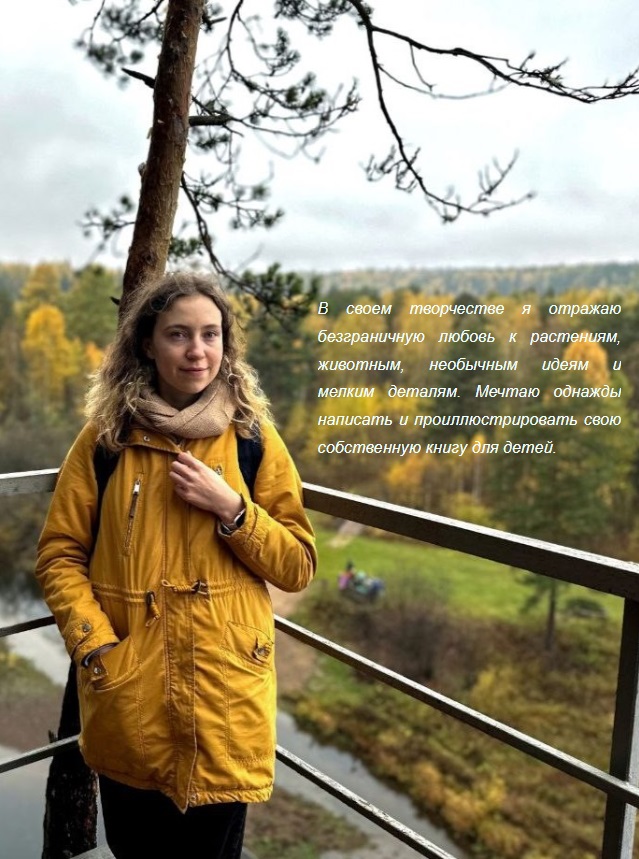 В своем творчестве я отражаю
безграничную любовь к растениям,
животным, необычным идеям и
мелким деталям. Мечтаю однажды
написать и проиллюстрировать свою
собственную книгу для детей.